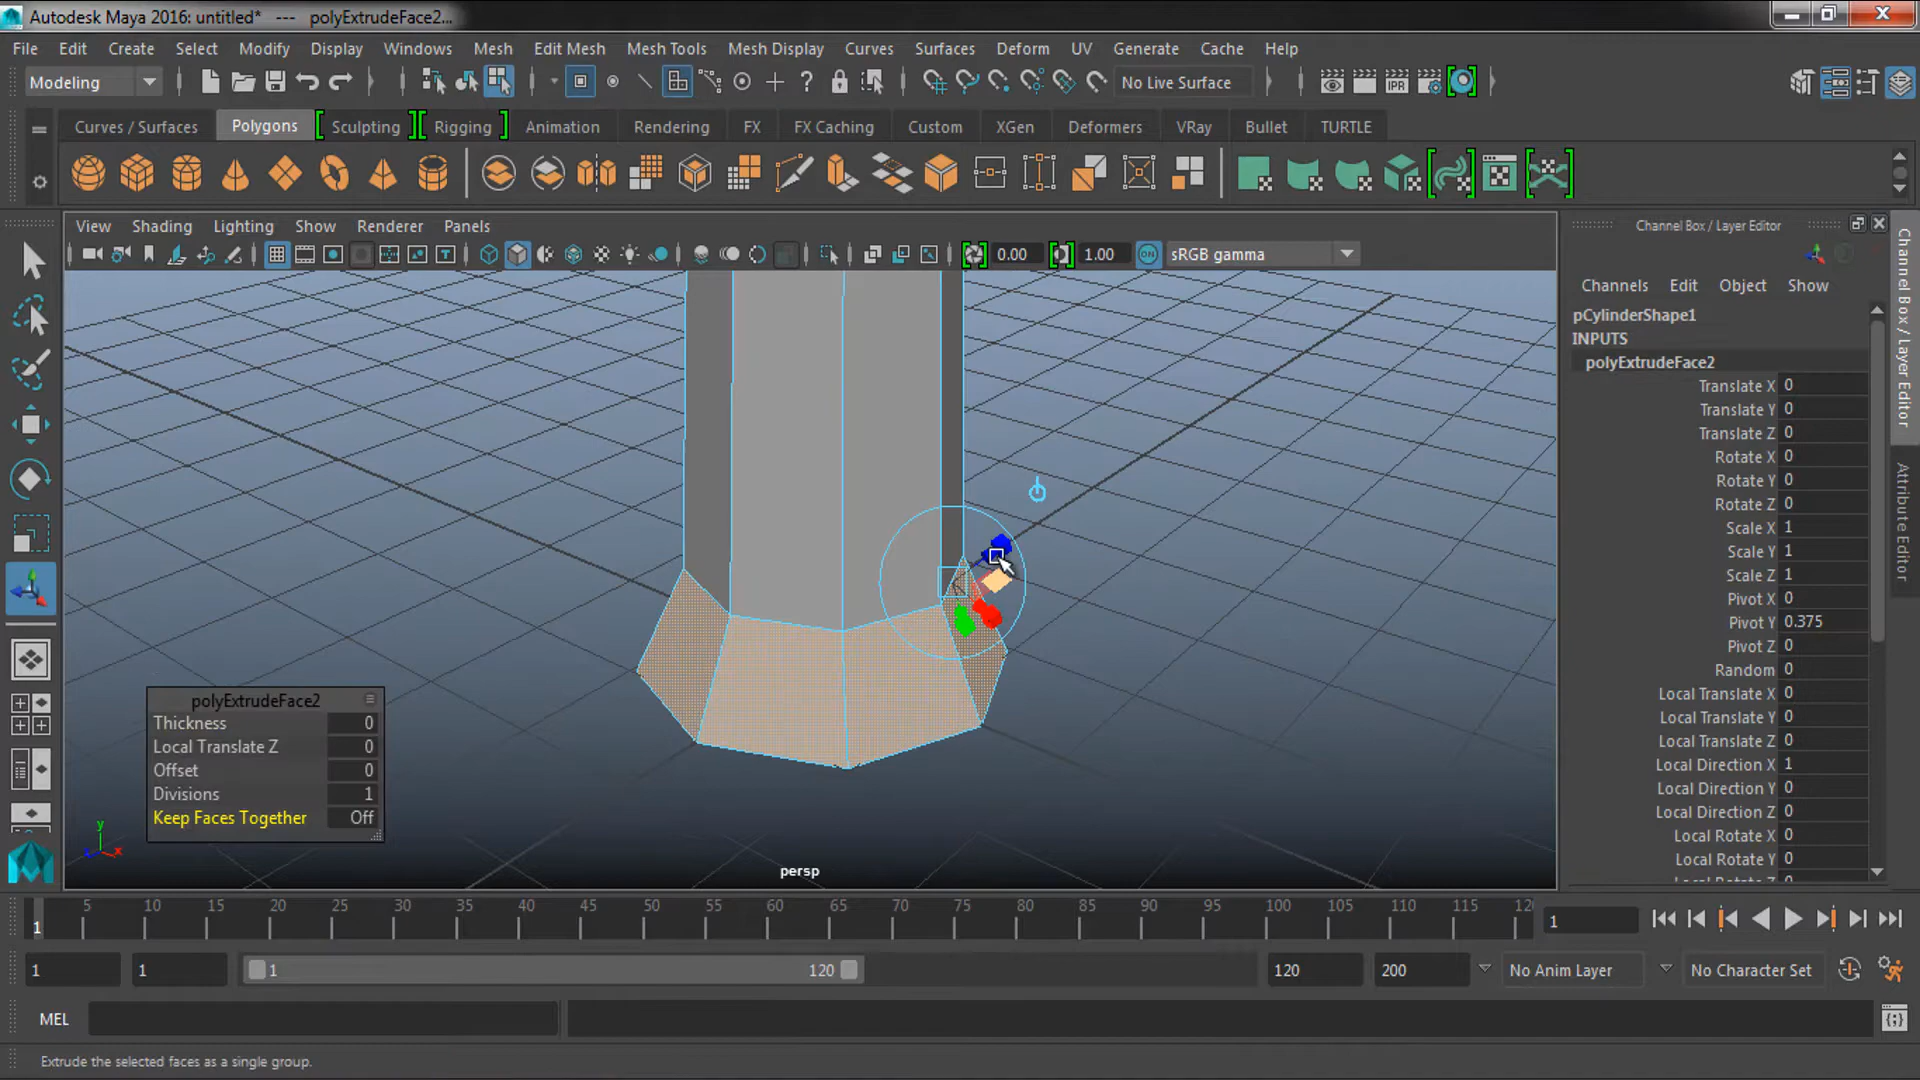 Autodesk Maya 2016: untitled* --- polyExtrudeFace2...
File Edit Create Select Modify Display Windows Mesh Edit Mesh Mesh Tools Mesh Display Curves Surfaces Deform UV Generate Cache Help
Modeling No Live Surface IPR
Curves / Surfaces Polygons Sculpting Rigging Animation Rendering FX FX Caching Custom XGen Deformers VRay Bullet TURTLE
View Shading Lighting Show Renderer Panels
0.00 1.00 ON sRGB gamma
Channel Box / Layer Editor
Channels Edit Object Show
pCylinderShape1
INPUTS
polyExtrudeFace2
Translate X 0
Translate Y 0
Translate Z 0
Rotate X 0
Rotate Y 0
Rotate Z 0
Scale X 1
Scale Y 1
Scale Z 1
Pivot X 0
Pivot Y 0.375
Pivot Z 0
Random 0
Local Translate X 0
Local Translate Y 0
Local Translate Z 0
Local Direction X 1
Local Direction Y 0
Local Direction Z 0
Local Rotate X 0
Local Rotate Y 0
Channel Box / Layer Editor
Attribute Editor
polyExtrudeFace2
Thickness 0
Local Translate Z 0
Offset 0
Divisions 1
Keep Faces Together Off
y
x
persp
5 10 15 20 25 30 35 40 45 50 55 60 65 70 75 80 85 90 95 100 105 110 115
1 1
1 1 1 120 120 200 No Anim Layer No Character Set
MEL
Extrude the selected faces as a single group.